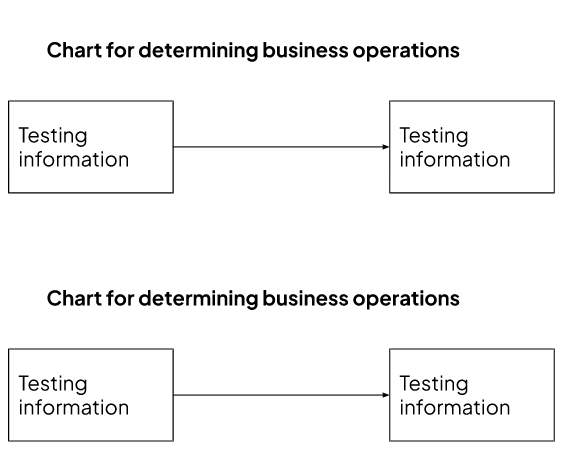 Chart for determining business operations
Testing
information
Testing
information
Chart for determining business operations
Testing
information
Testing
information